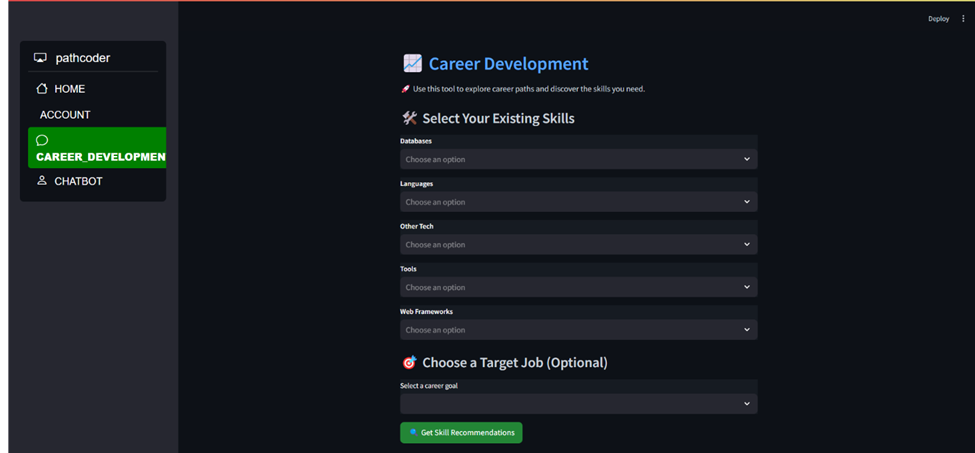 Deploy
pathcoder
HOME
ACCOUNT
CAREER_DEVELOPMEN
CHATBOT
Career Development
Use this tool to explore career paths and discover the skills you need.
Select Your Existing Skills
Databases
Choose an option
Languages
Choose an option
Other Tech
Choose an option
Tools
Choose an option
Web Frameworks
Choose an option
Choose a Target Job (Optional)
Select a career goal
Get Skill Recommendations